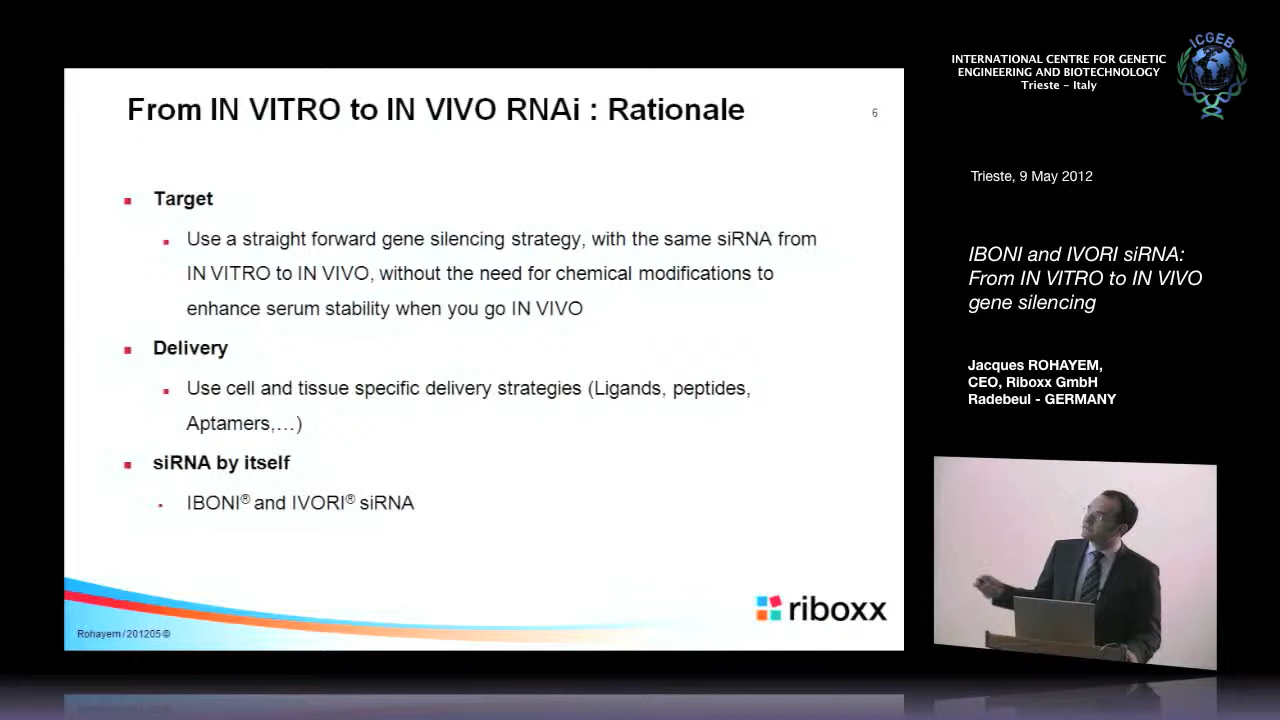 From IN VITRO to IN VIVO RNAi : Rationale
6
Target
Use a straight forward gene silencing strategy, with the same siRNA from
IN VITRO to IN VIVO, without the need for chemical modifications to
enhance serum stability when you go IN VIVO
Delivery
Use cell and tissue specific delivery strategies (Ligands, peptides,
Aptamers,…)
siRNA by itself
IBONI® and IVORI® siRNA
riboxx
Rohayem/201205©
ICGEB
INTERNATIONAL CENTRE FOR GENETIC
ENGINEERING AND BIOTECHNOLOGY
Trieste - Italy
Trieste, 9 May 2012
IBONI and IVORI siRNA:
From IN VITRO to IN VIVO
gene silencing
Jacques ROHAYEM,
CEO, Riboxx GmbH
Radebeul - GERMANY